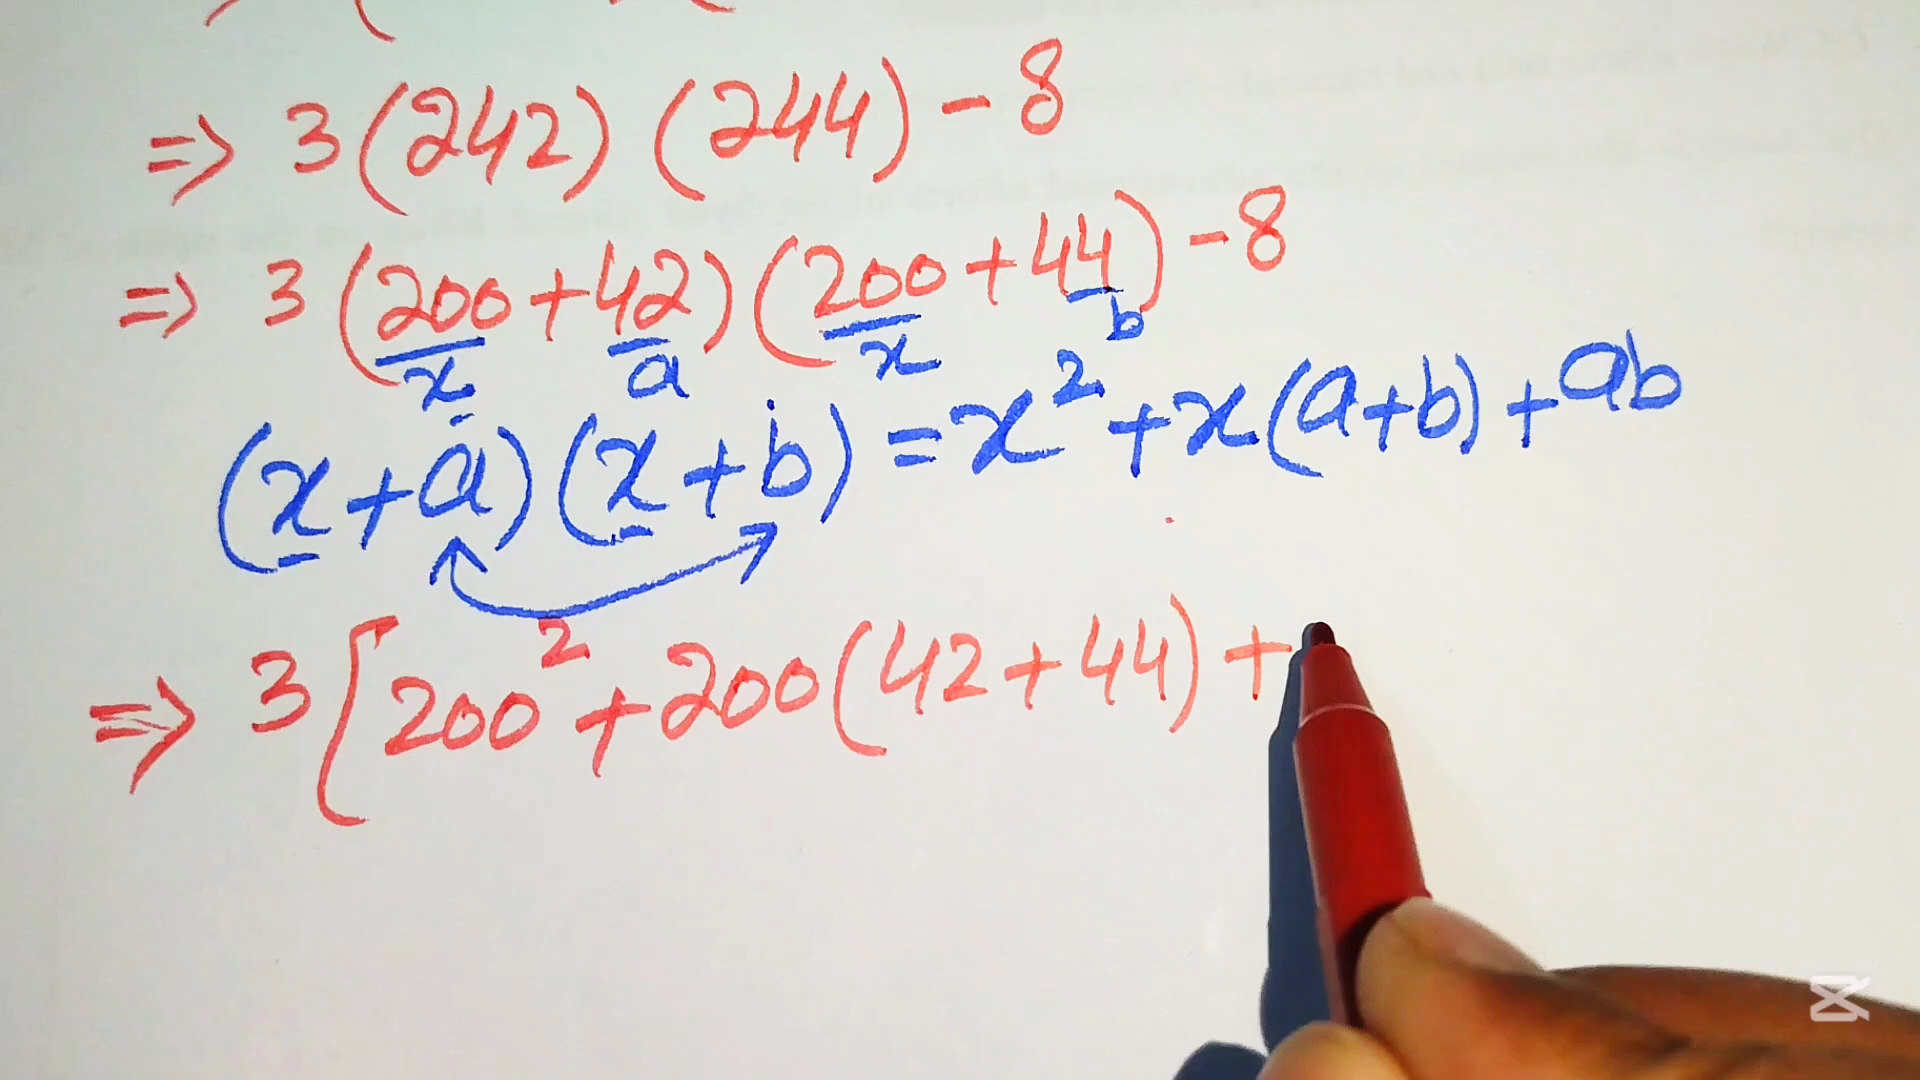 => 3(242)(244)-8
=> 3(200+42)(200+44)-8
x a x b
(x+a)(x+b)=x²+x(a+b)+ab
=> 3[200²+200(42+44)+